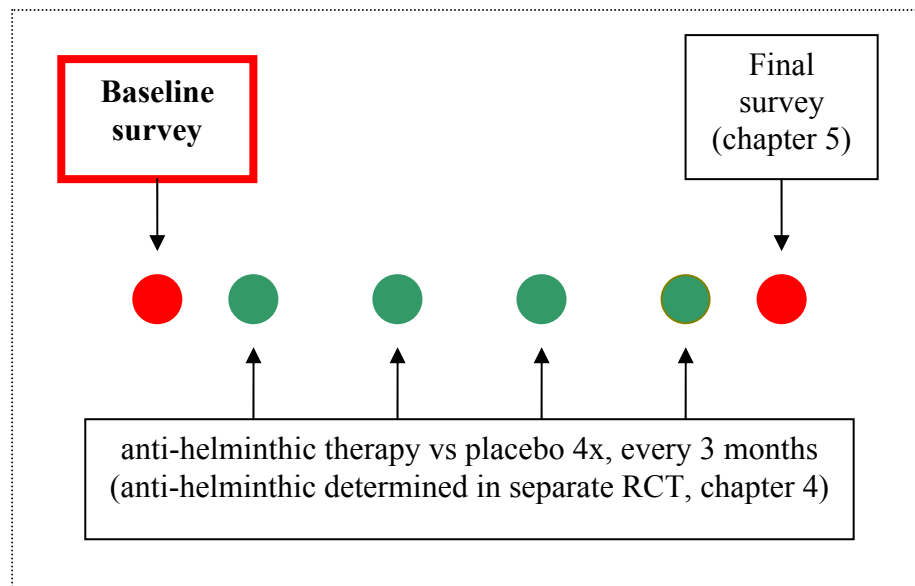 Baseline
survey
Final
survey
(chapter 5)
anti-helminthic therapy vs placebo 4x, every 3 months
(anti-helminthic determined in separate RCT, chapter 4)